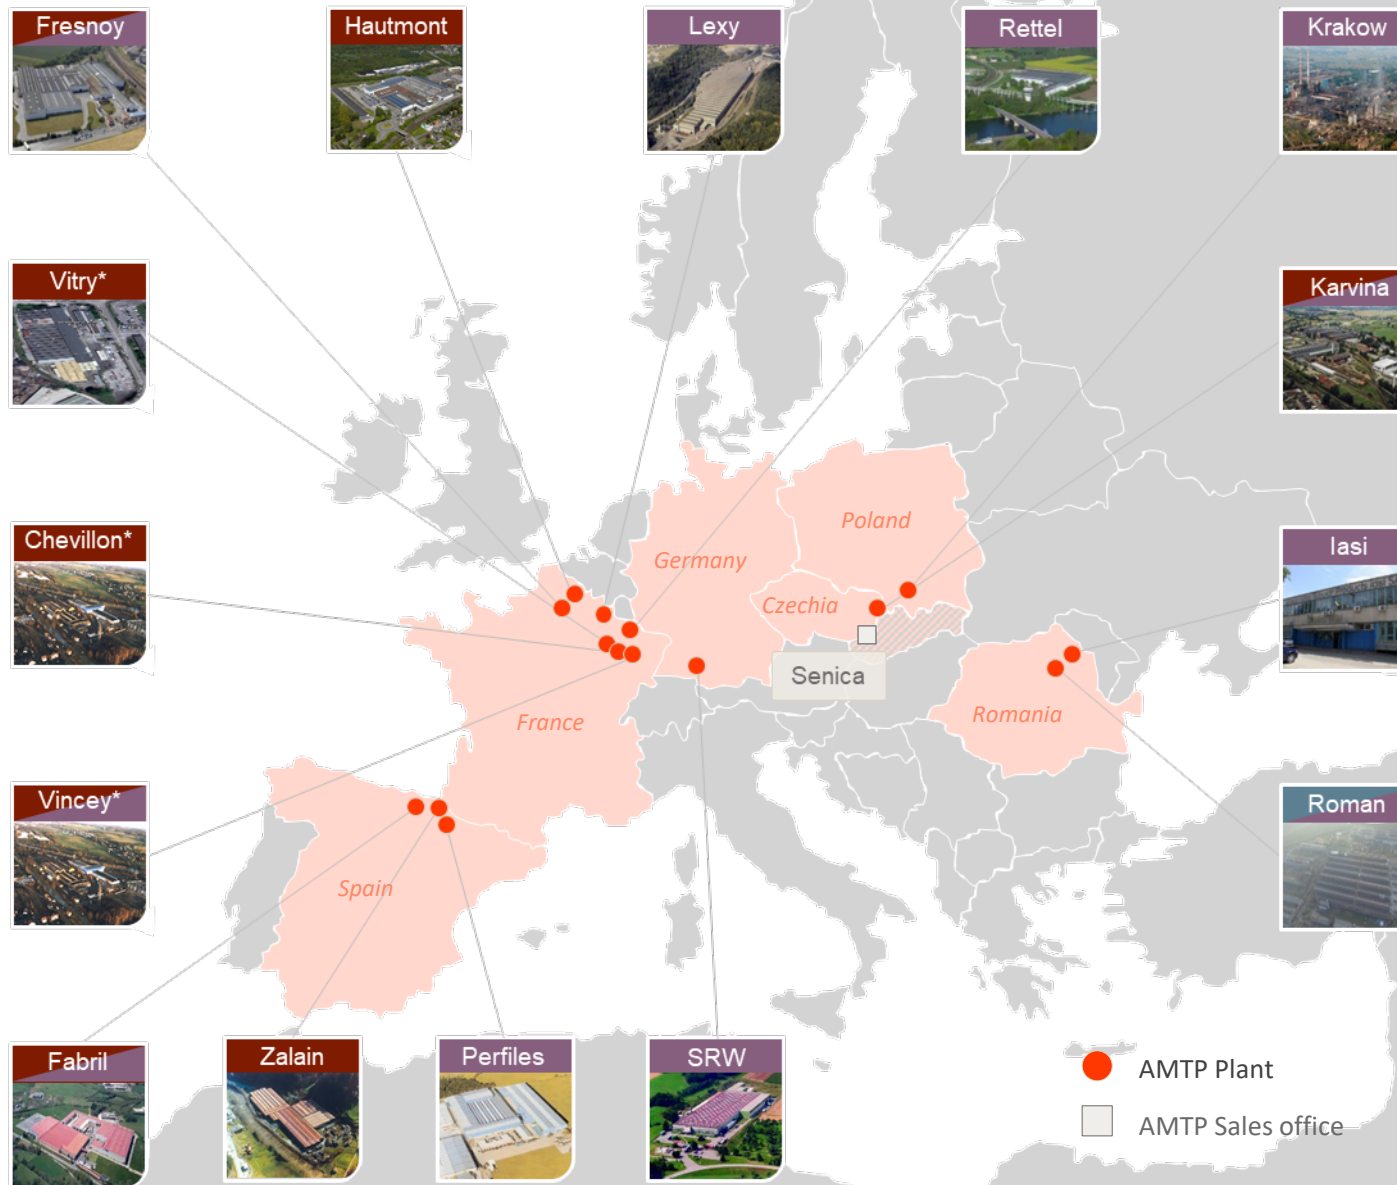 Fresnoy
Hautmont
Lexy
Rettel
Krakow
Vitry*
Karvina
Chevillon*
Poland
Germany
Czechia
Iasi
Senica
France
Romania
Vincey*
Roman
Spain
Fabril
Zalain
Perfiles
SRW
AMTP Plant
AMTP Sales office